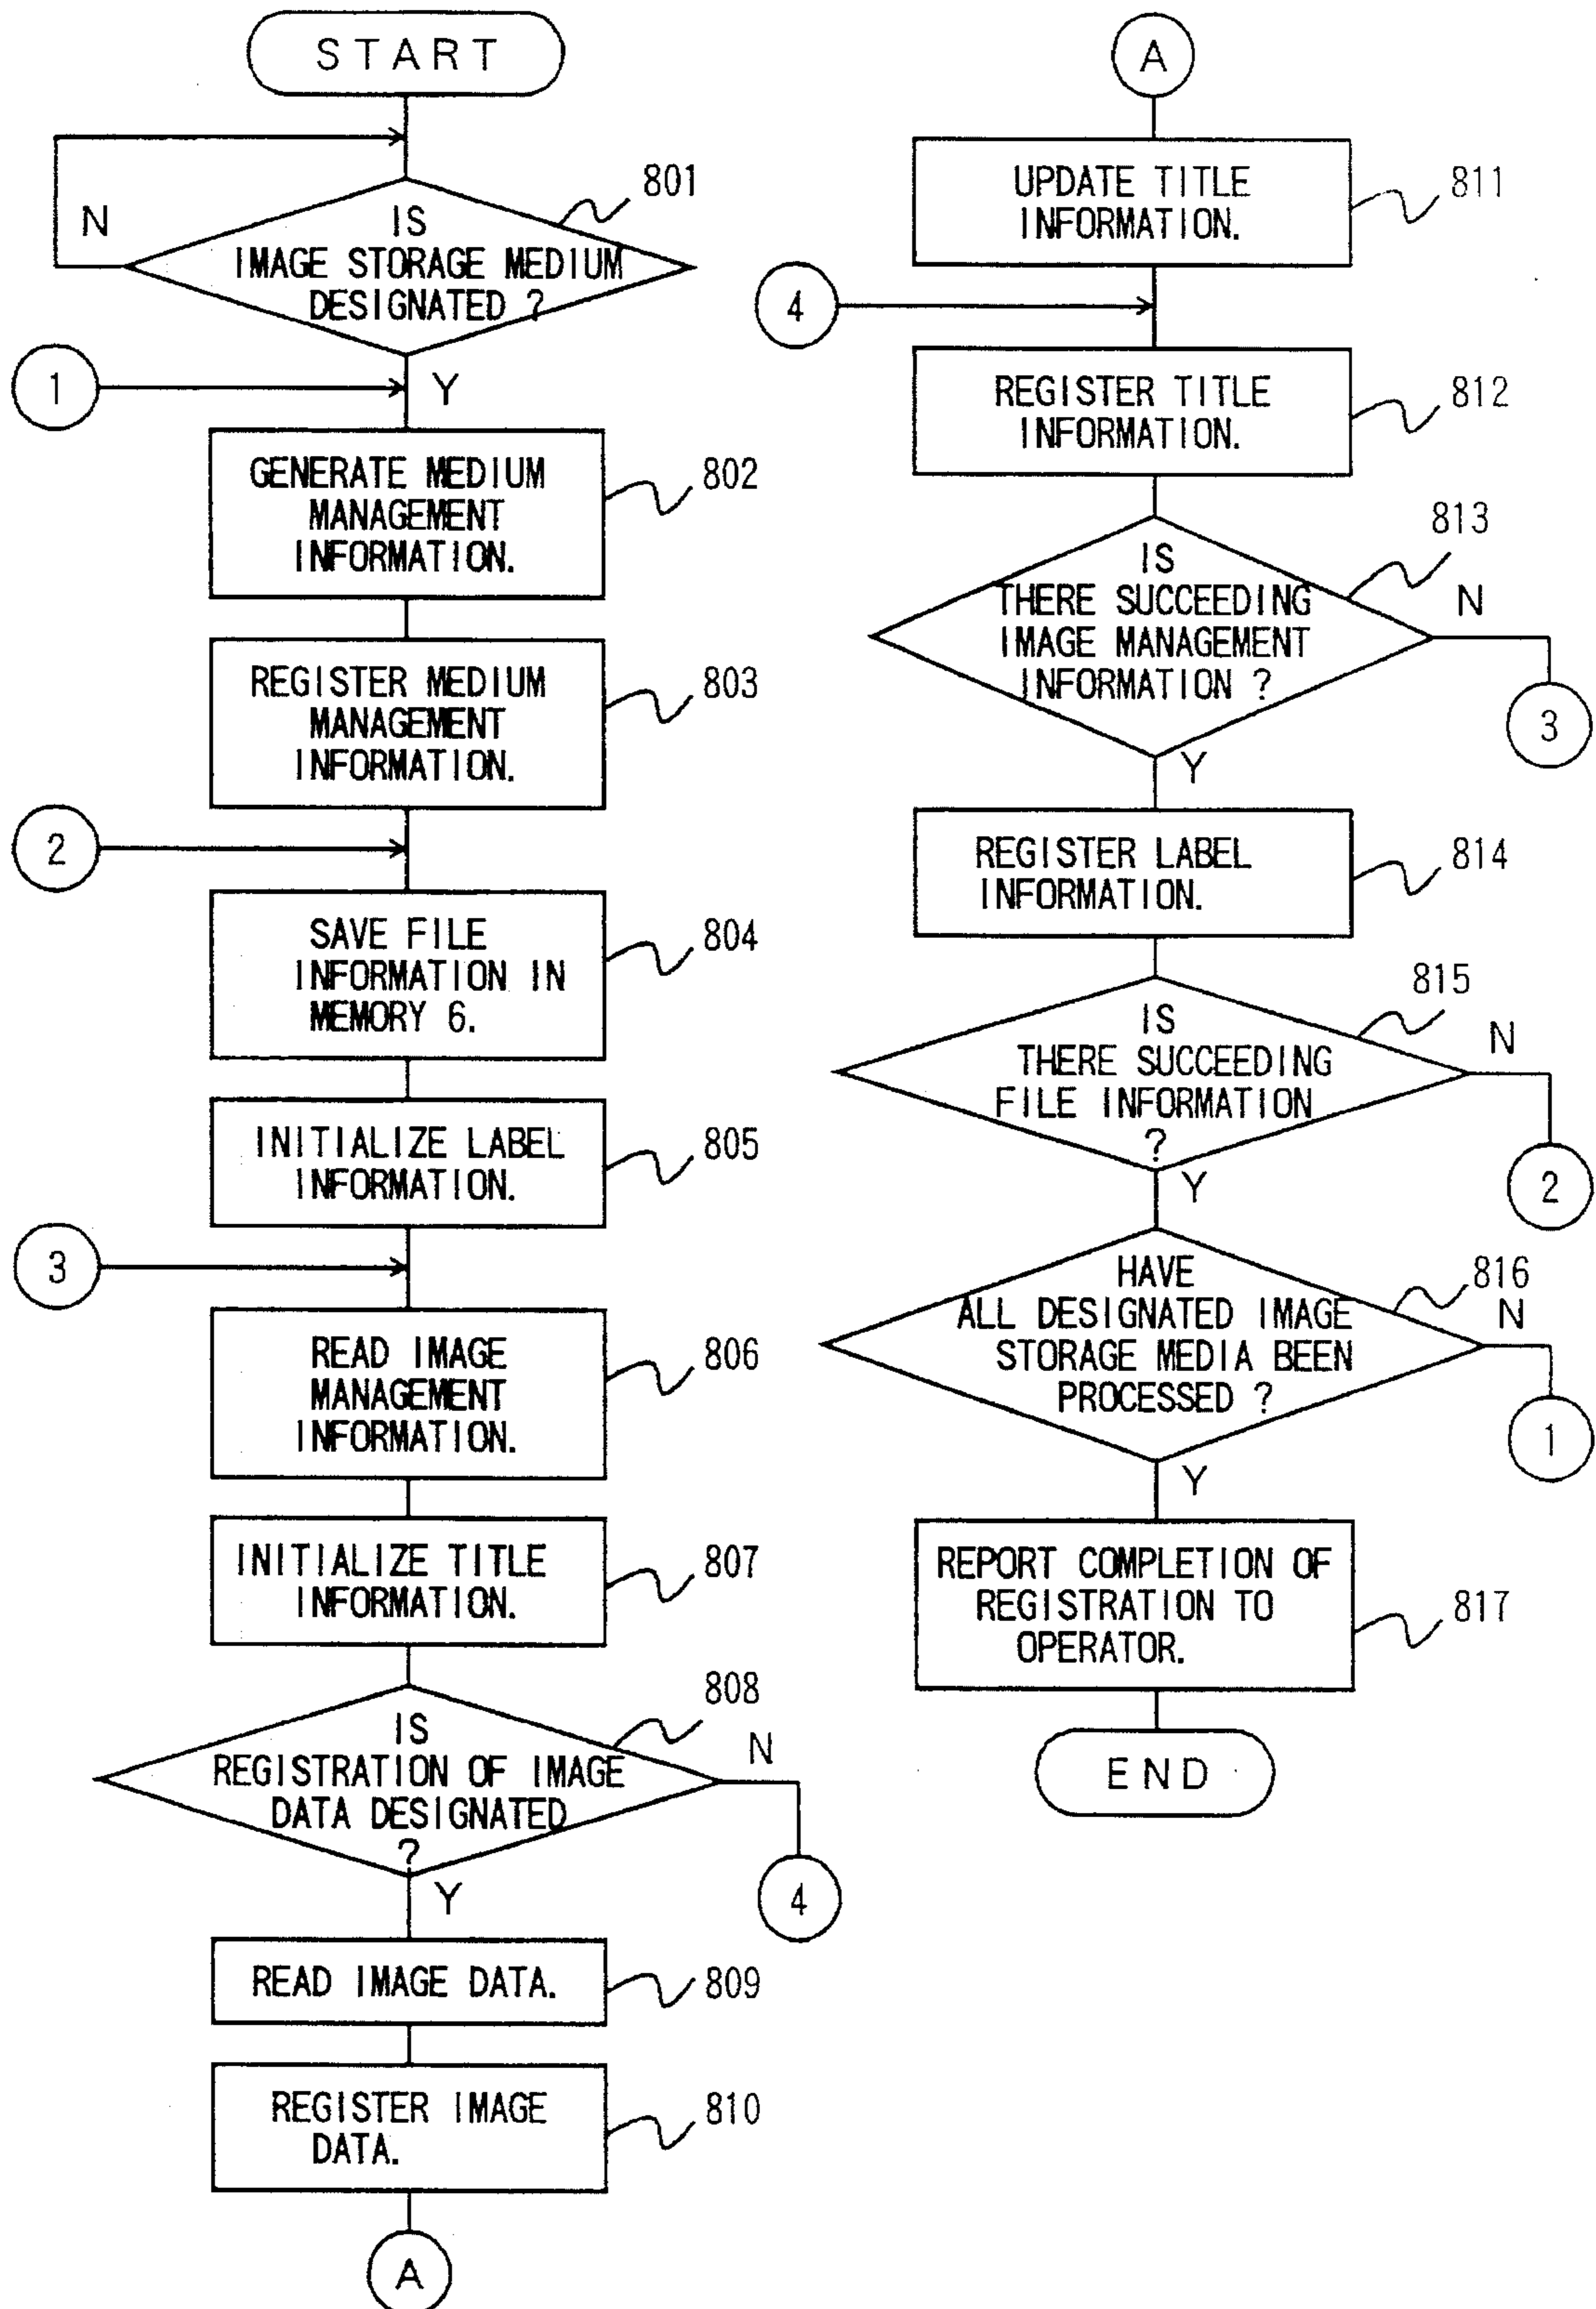 START
801
N
IS
IMAGE STORAGE MEDIUM
DESIGNATED ?
1
Y
GENERATE MEDIUM
MANAGEMENT
INFORMATION.
802
REGISTER MEDIUM
MANAGEMENT
INFORMATION.
803
2
SAVE FILE
INFORMATION IN
MEMORY 6.
804
INITIALIZE LABEL
INFORMATION.
805
3
READ IMAGE
MANAGEMENT
INFORMATION.
806
INITIALIZE TITLE
INFORMATION.
807
808
IS
REGISTRATION OF IMAGE
DATA DESIGNATED
?
N
4
Y
READ IMAGE DATA.
809
REGISTER IMAGE
DATA.
810
A
A
UPDATE TITLE
INFORMATION.
811
4
REGISTER TITLE
INFORMATION.
812
813
IS
THERE SUCCEEDING
IMAGE MANAGEMENT
INFORMATION ?
N
3
Y
REGISTER LABEL
INFORMATION.
814
815
IS
THERE SUCCEEDING
FILE INFORMATION
?
N
2
Y
816
HAVE
ALL DESIGNATED IMAGE
STORAGE MEDIA BEEN
PROCESSED ?
N
1
Y
REPORT COMPLETION OF
REGISTRATION TO
OPERATOR.
817
END